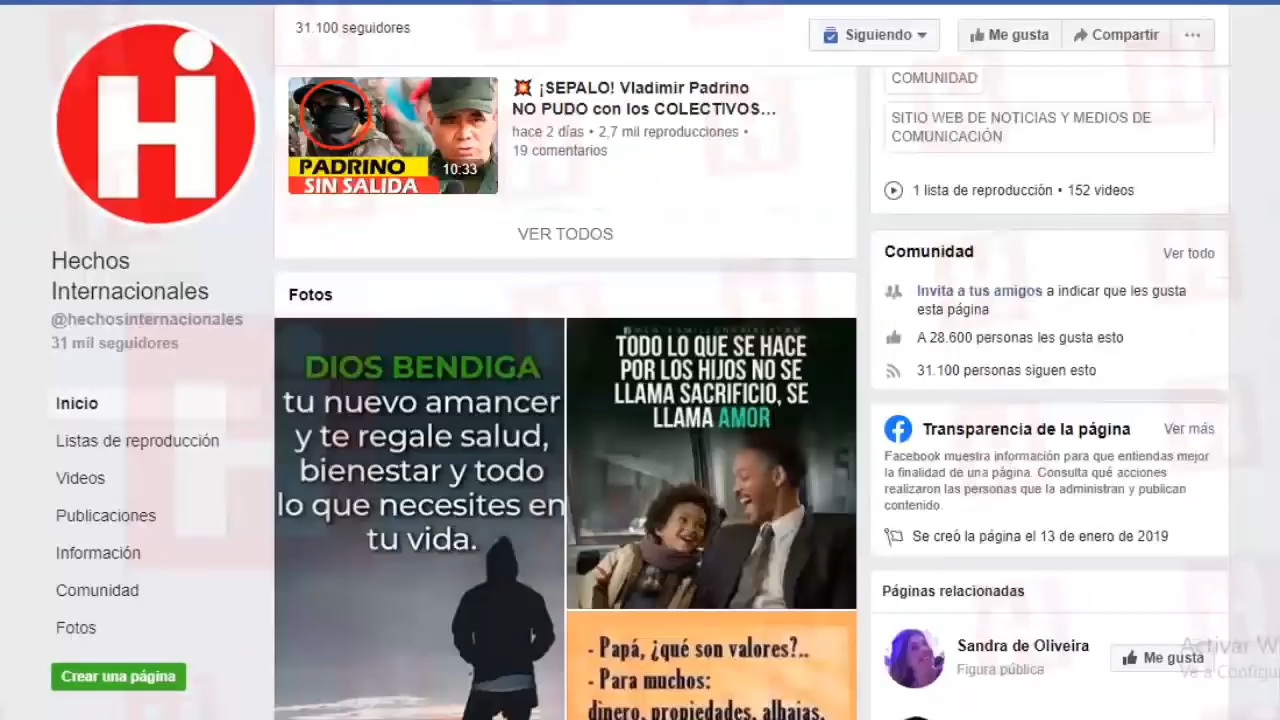 Hi
Hechos
Internacionales
@hechosinternacionales
31 mil seguidores
Inicio
Listas de reproducción
Videos
Publicaciones
Información
Comunidad
Fotos
Crear una página
31.100 seguidores
Siguiendo
Me gusta
Compartir
PADRINO
SIN SALIDA
10:33
¡SEPALO! Vladimir Padrino
NO PUDO con los COLECTIVOS...
hace 2 días • 2,7 mil reproducciones •
19 comentarios
VER TODOS
Fotos
DIOS BENDIGA
tu nuevo amancer
y te regale salud,
bienestar y todo
lo que necesites en
tu vida.
TODO LO QUE SE HACE
POR LOS HIJOS NO SE
LLAMA SACRIFICIO, SE
LLAMA AMOR
- Papá, ¿qué son valores?..
- Para muchos:
dinero, propiedades, alhajas,
COMUNIDAD
SITIO WEB DE NOTICIAS Y MEDIOS DE
COMUNICACIÓN
1 lista de reproducción • 152 videos
Comunidad
Ver todo
Invita a tus amigos a indicar que les gusta
esta página
A 28.600 personas les gusta esto
31.100 personas siguen esto
Transparencia de la página
Ver más
Facebook muestra información para que entiendas mejor
la finalidad de una página. Consulta qué acciones
realizaron las personas que la administran y publican
contenido.
Se creó la página el 13 de enero de 2019
Páginas relacionadas
Sandra de Oliveira
Figura pública
Me gusta
Activar W
Ve a Configu